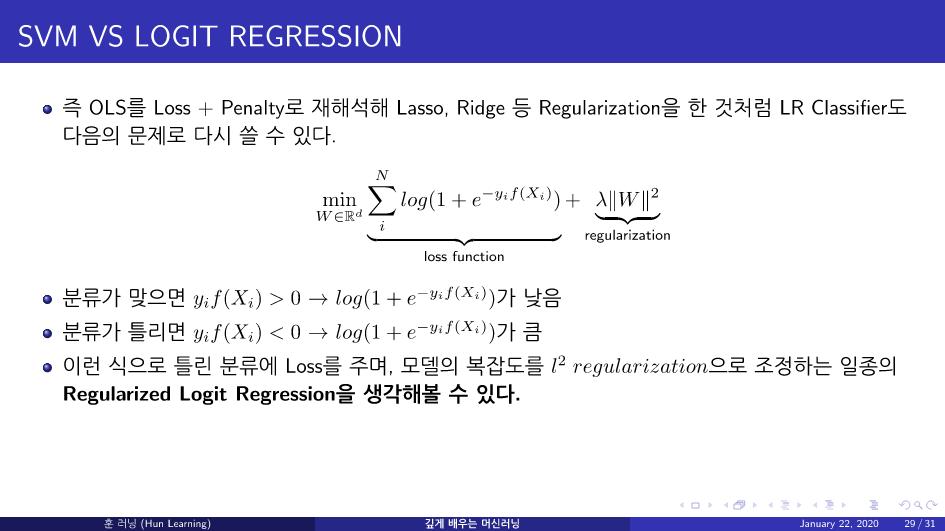 SVM VS LOGIT REGRESSION
즉 OLS를 Loss + Penalty로 재해석해 Lasso, Ridge 등 Regularization을 한 것처럼 LR Classifier도
다음의 문제로 다시 쓸 수 있다.
$\min_{W \in \mathbb{R}^d} \underbrace{\sum_{i}^{N} log(1 + e^{-y_i f(X_i)})}_{\text{loss function}} + \underbrace{\lambda \|W\|^2}_{\text{regularization}}$
분류가 맞으면 $y_i f(X_i) > 0 \rightarrow log(1 + e^{-y_i f(X_i)})$가 낮음
분류가 틀리면 $y_i f(X_i) < 0 \rightarrow log(1 + e^{-y_i f(X_i)})$가 큼
이런 식으로 틀린 분류에 Loss를 주며, 모델의 복잡도를 $l^2$ $regularization$으로 조정하는 일종의
Regularized Logit Regression을 생각해볼 수 있다.
훈 러닝 (Hun Learning) 깊게 배우는 머신러닝 January 22, 2020 29 / 31